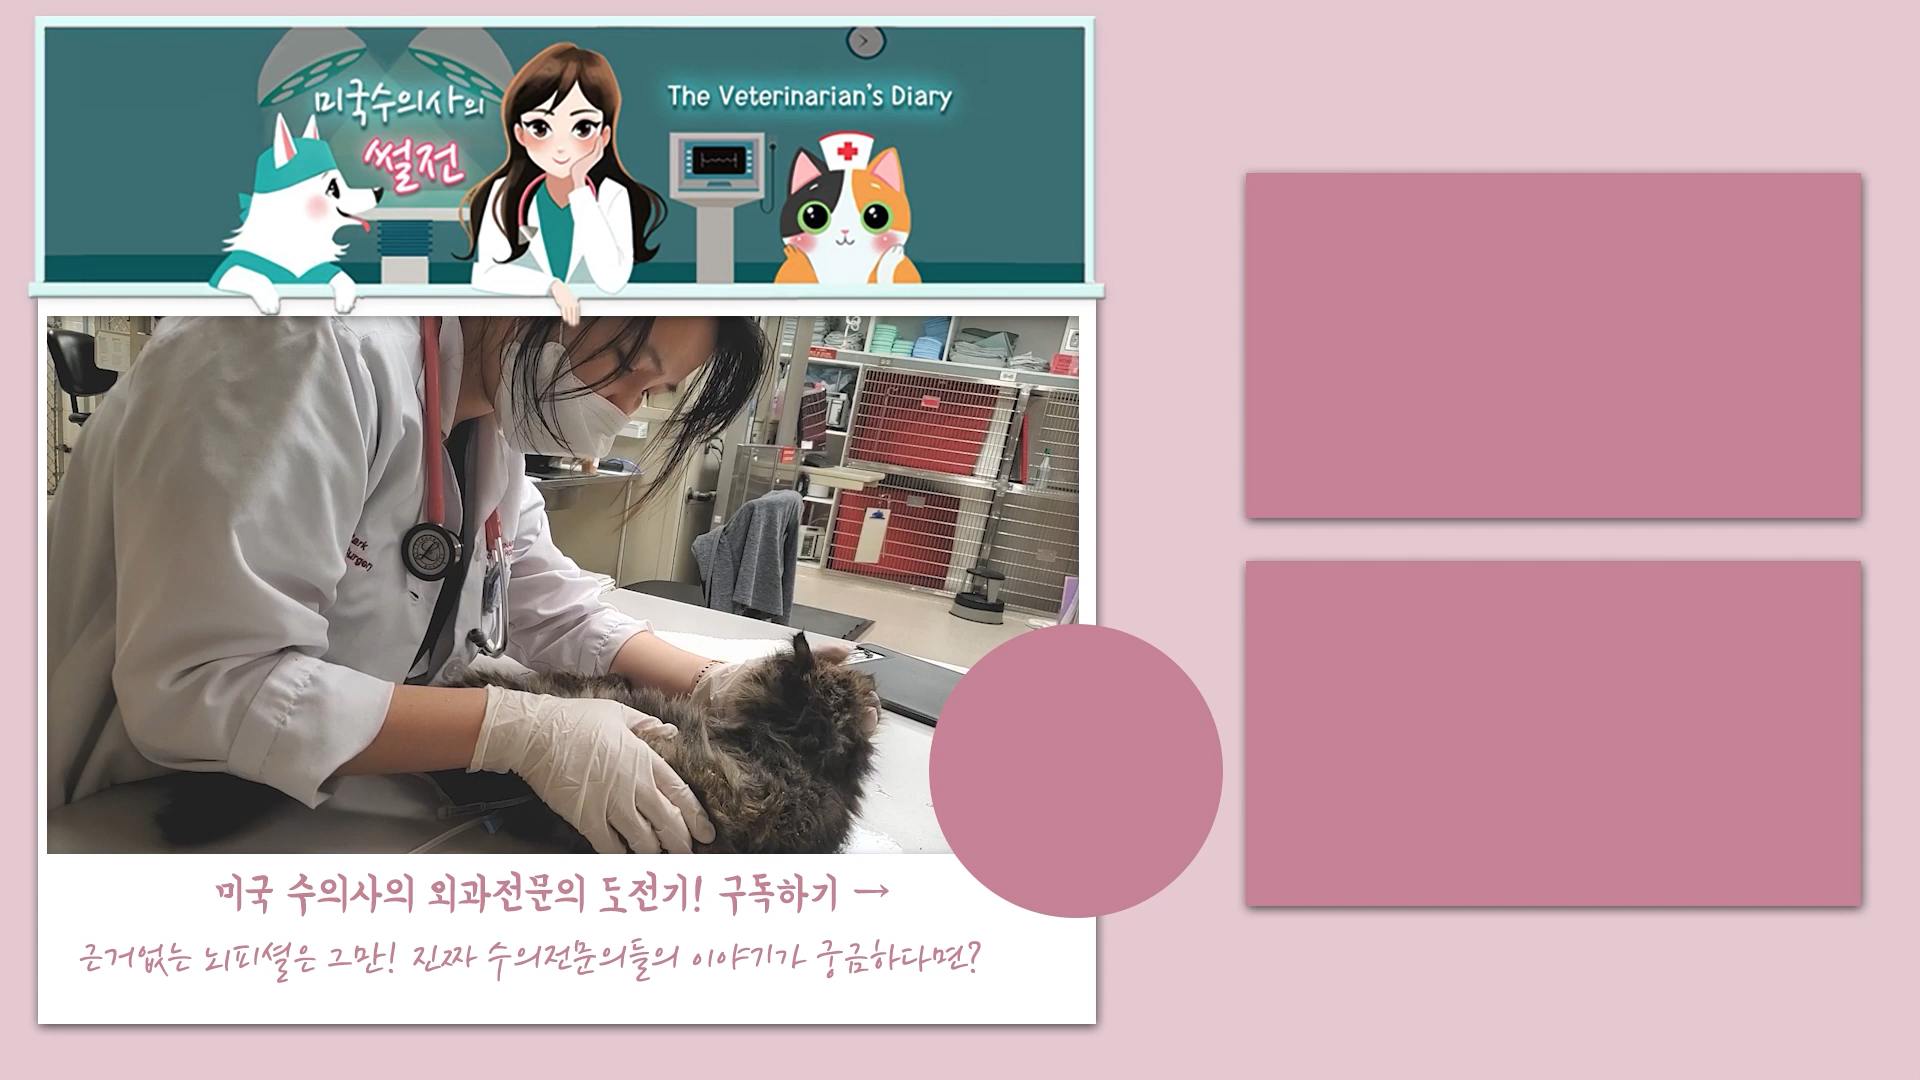 미국수의사의
썰전
The Veterinarian's Diary
미국 수의사의 외과전문의 도전기! 구독하기 →
근거없는 뇌피셜은 그만! 진짜 수의전문의들의 이야기가 궁금하다면?